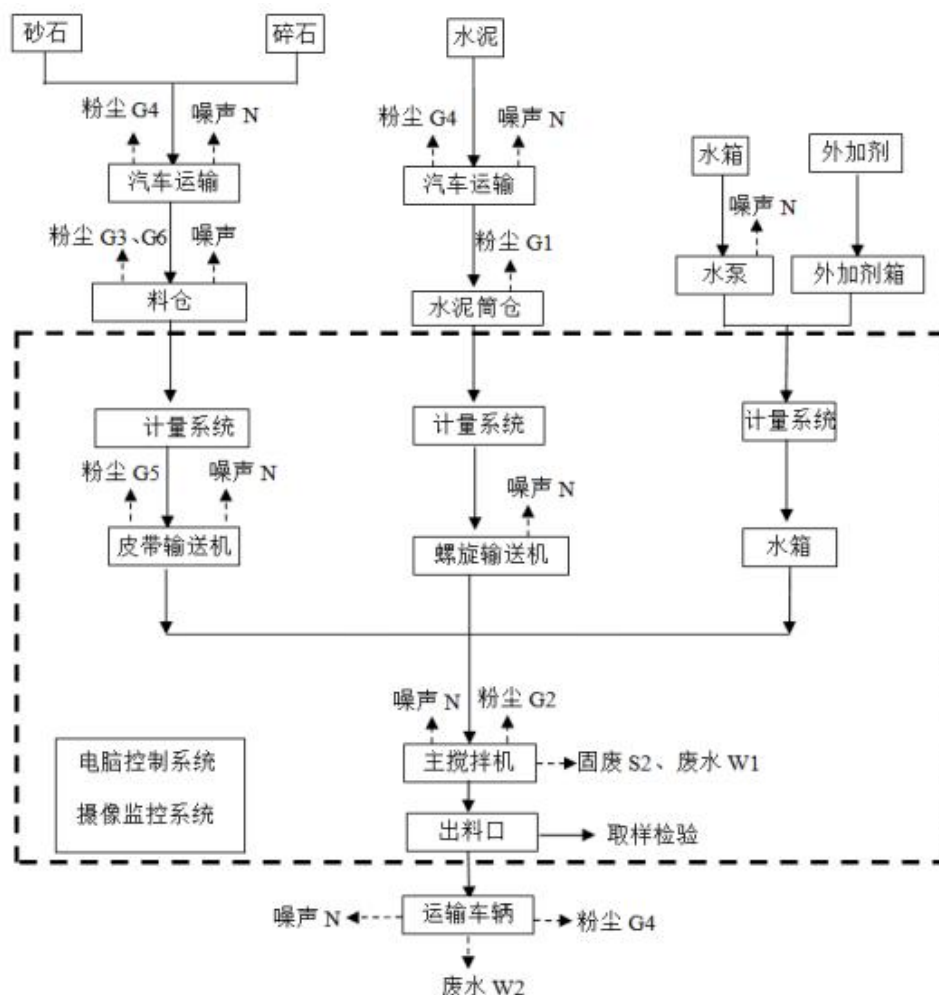 砂石
碎石
水泥
粉尘 G4
噪声 N
粉尘 G4
噪声 N
水箱
外加剂
汽车运输
汽车运输
噪声 N
粉尘 G3、G6
噪声
粉尘 G1
水泵
外加剂箱
料仓
水泥筒仓
计量系统
计量系统
计量系统
粉尘 G5
噪声 N
噪声 N
皮带输送机
螺旋输送机
水箱
噪声 N
粉尘 G2
电脑控制系统
摄像监控系统
主搅拌机
固废 S2、废水 W1
出料口
取样检验
噪声 N
运输车辆
粉尘 G4
废水 W2